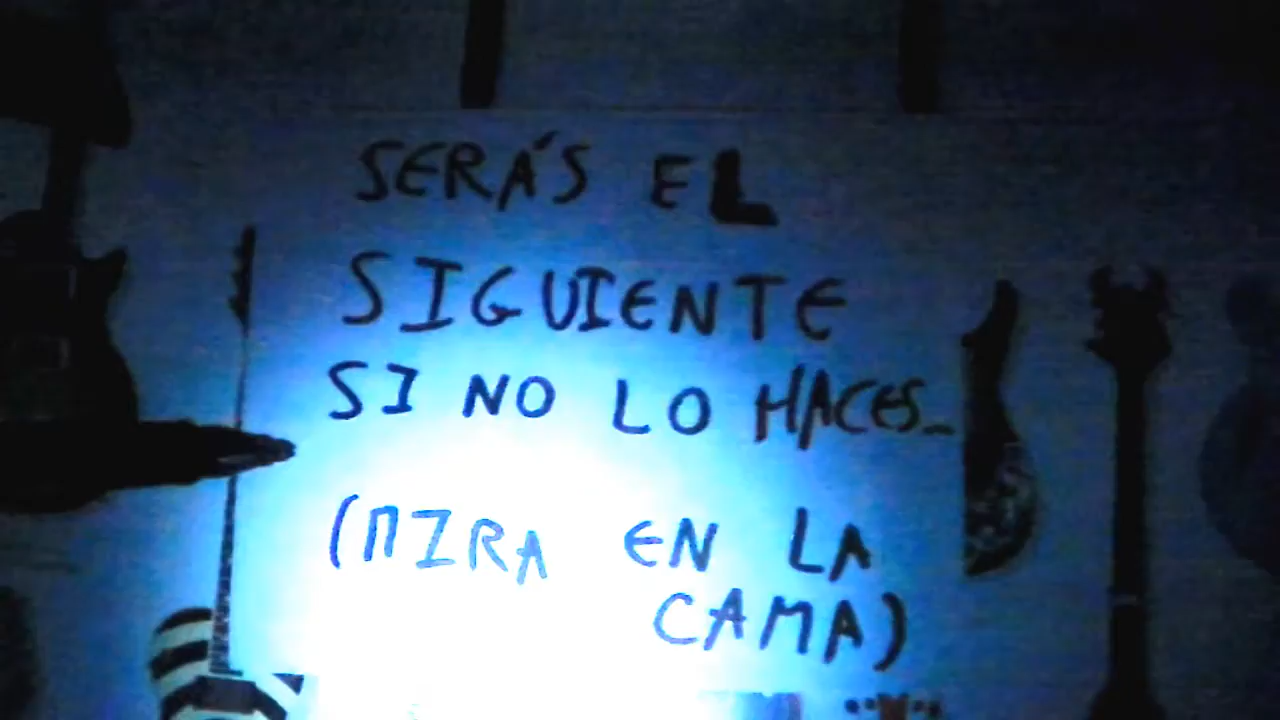 SERÁS EL
SIGUIENTE
SI NO LO HACES...
(MIRA EN LA
CAMA)